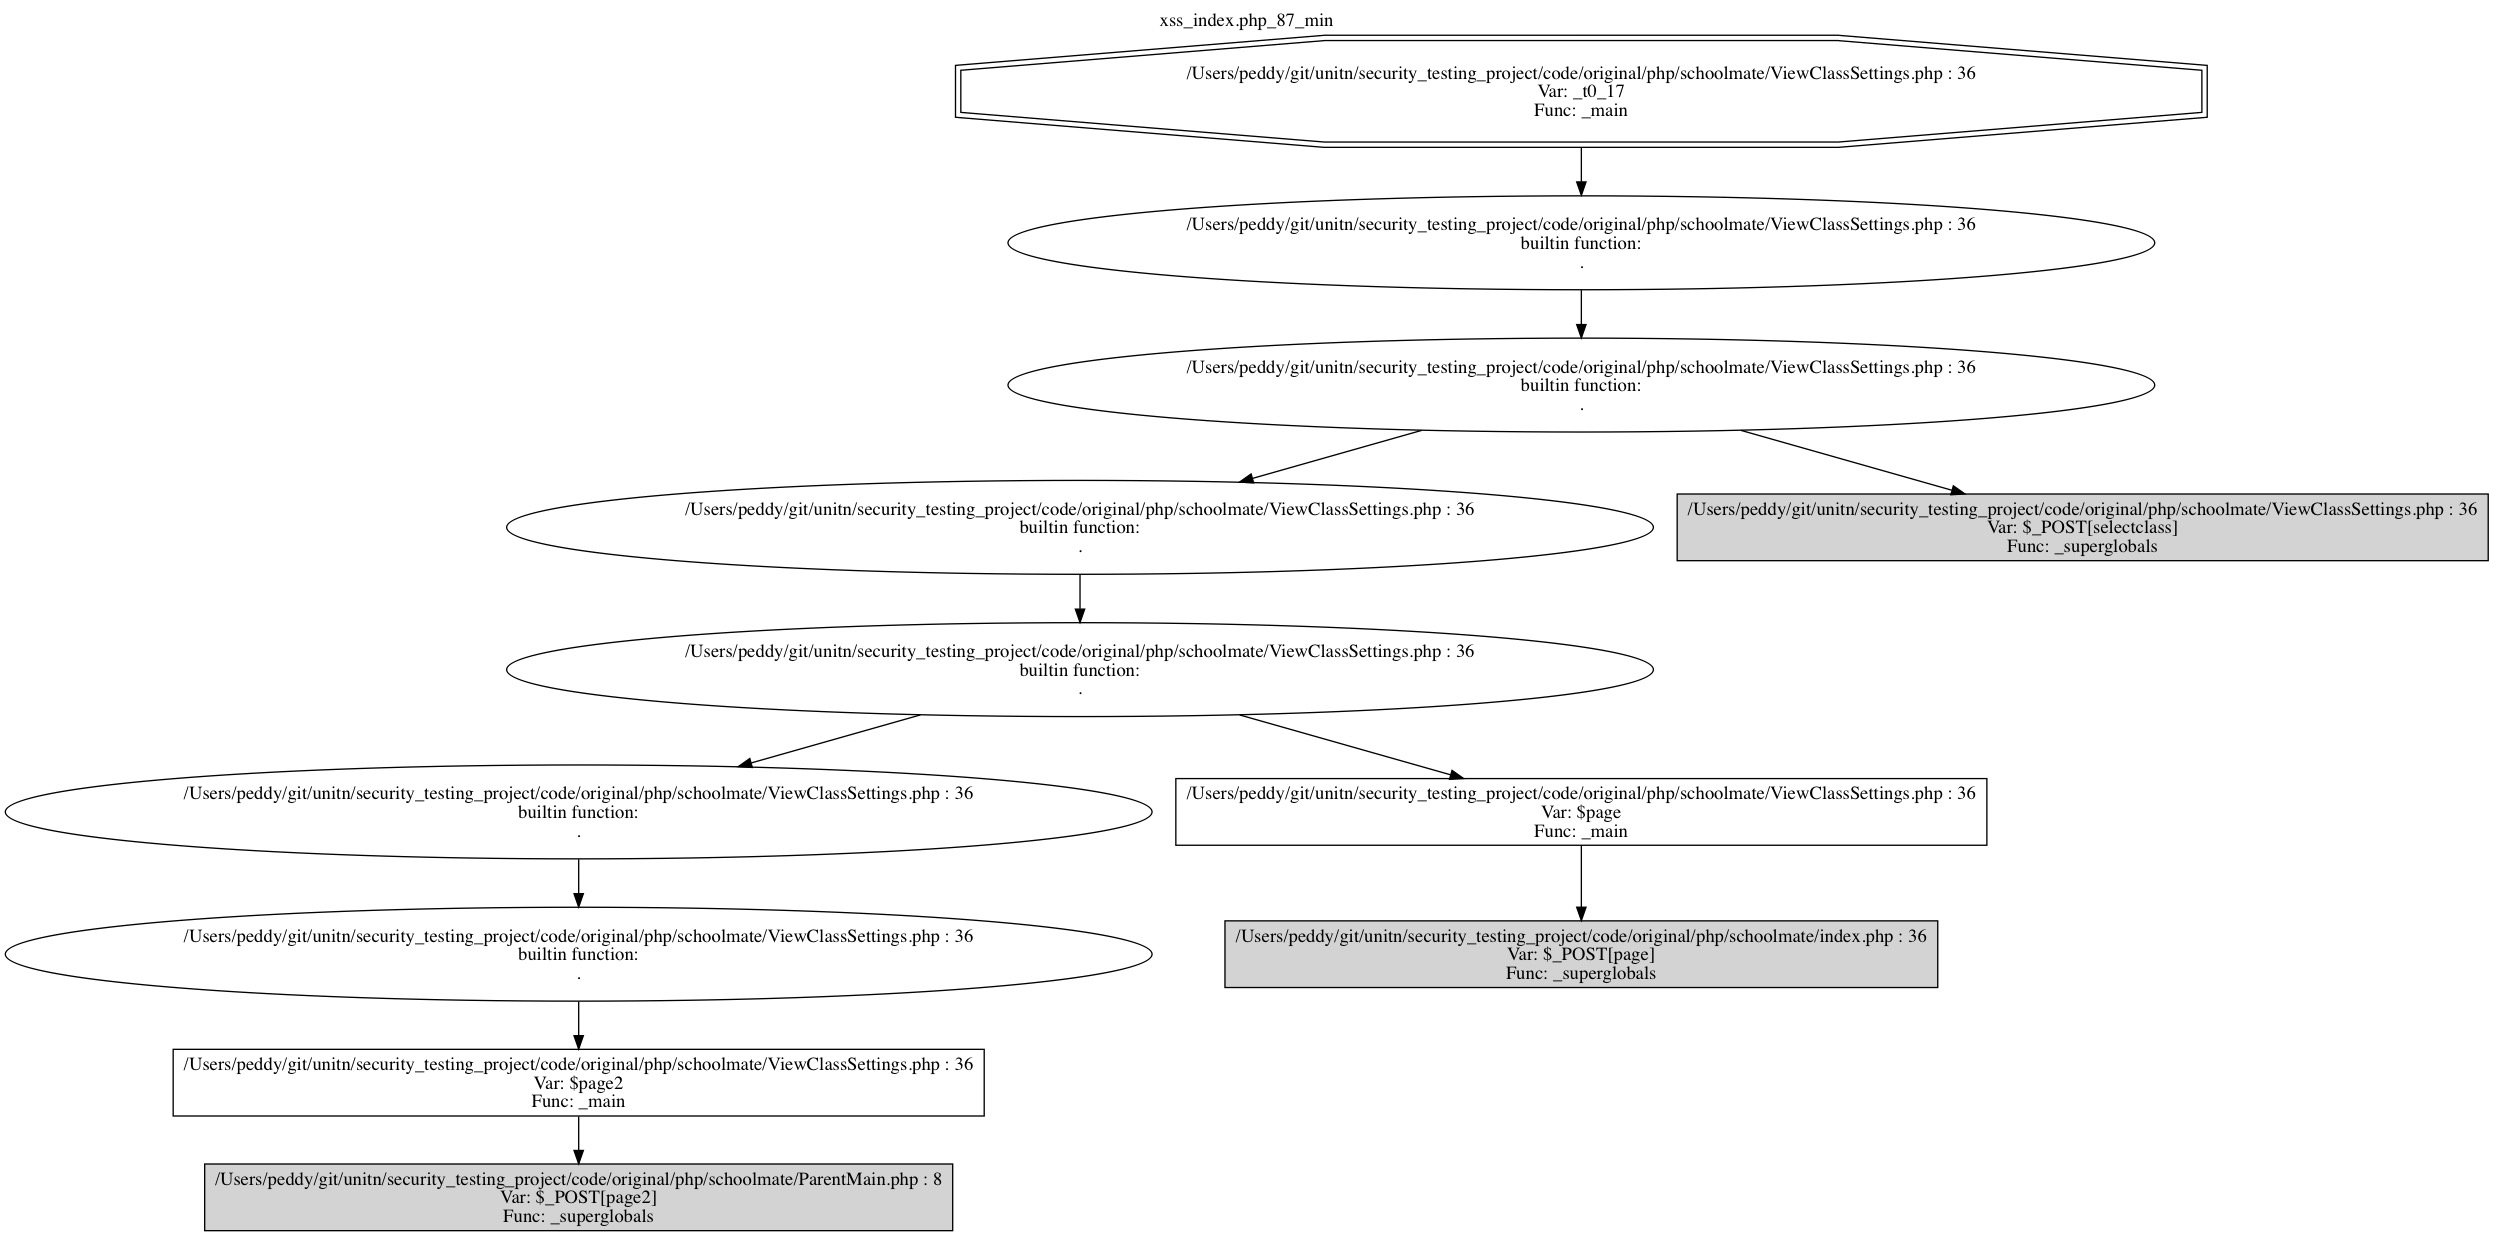 xss_index.php_87_min
/Users/peddy/git/unitn/security_testing_project/code/original/php/schoolmate/ViewClassSettings.php : 36
Var: _t0_17
Func: _main
/Users/peddy/git/unitn/security_testing_project/code/original/php/schoolmate/ViewClassSettings.php : 36
builtin function:
.
/Users/peddy/git/unitn/security_testing_project/code/original/php/schoolmate/ViewClassSettings.php : 36
builtin function:
.
/Users/peddy/git/unitn/security_testing_project/code/original/php/schoolmate/ViewClassSettings.php : 36
builtin function:
.
/Users/peddy/git/unitn/security_testing_project/code/original/php/schoolmate/ViewClassSettings.php : 36
Var: $_POST[selectclass]
Func: _superglobals
/Users/peddy/git/unitn/security_testing_project/code/original/php/schoolmate/ViewClassSettings.php : 36
builtin function:
.
/Users/peddy/git/unitn/security_testing_project/code/original/php/schoolmate/ViewClassSettings.php : 36
builtin function:
.
/Users/peddy/git/unitn/security_testing_project/code/original/php/schoolmate/ViewClassSettings.php : 36
Var: $page
Func: _main
/Users/peddy/git/unitn/security_testing_project/code/original/php/schoolmate/ViewClassSettings.php : 36
builtin function:
.
/Users/peddy/git/unitn/security_testing_project/code/original/php/schoolmate/index.php : 36
Var: $_POST[page]
Func: _superglobals
/Users/peddy/git/unitn/security_testing_project/code/original/php/schoolmate/ViewClassSettings.php : 36
Var: $page2
Func: _main
/Users/peddy/git/unitn/security_testing_project/code/original/php/schoolmate/ParentMain.php : 8
Var: $_POST[page2]
Func: _superglobals